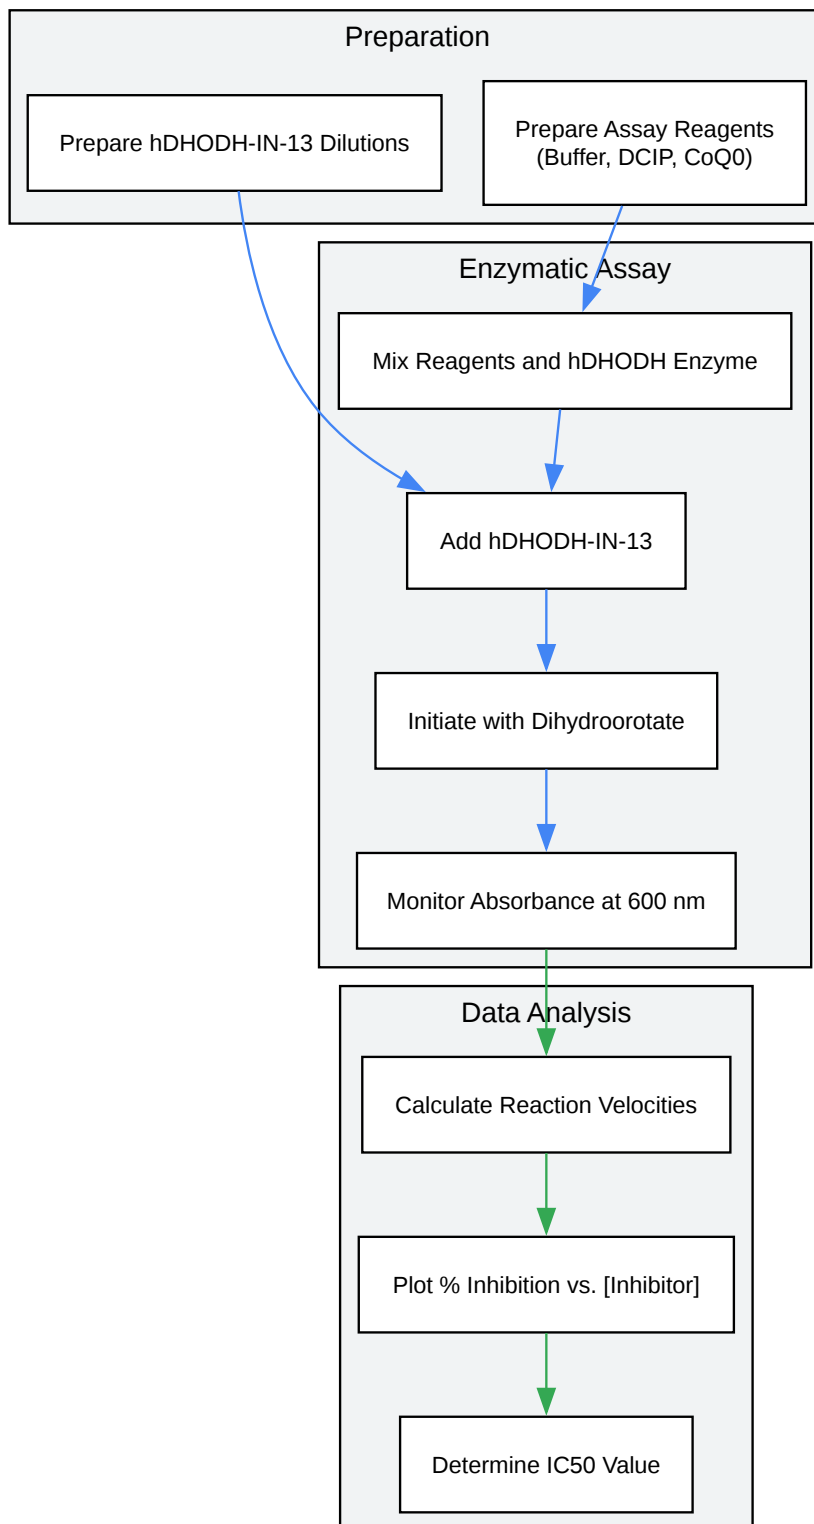 Preparation
Prepare hDHODH-IN-13 Dilutions
Prepare Assay Reagents
(Buffer, DCIP, CoQ0)
Enzymatic Assay
Mix Reagents and hDHODH Enzyme
Add hDHODH-IN-13
Initiate with Dihydroorotate
Monitor Absorbance at 600 nm
Data Analysis
Calculate Reaction Velocities
Plot % Inhibition vs. [Inhibitor]
Determine IC50 Value